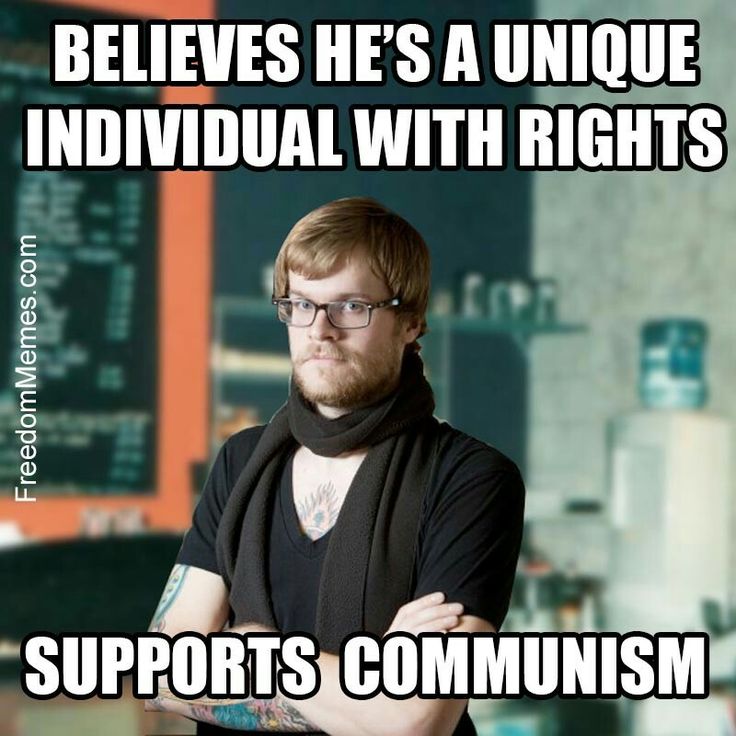 BELIEVES HE'S A UNIQUE
INDIVIDUAL WITH RIGHTS
FreedomMemes.com
SUPPORTS COMMUNISM